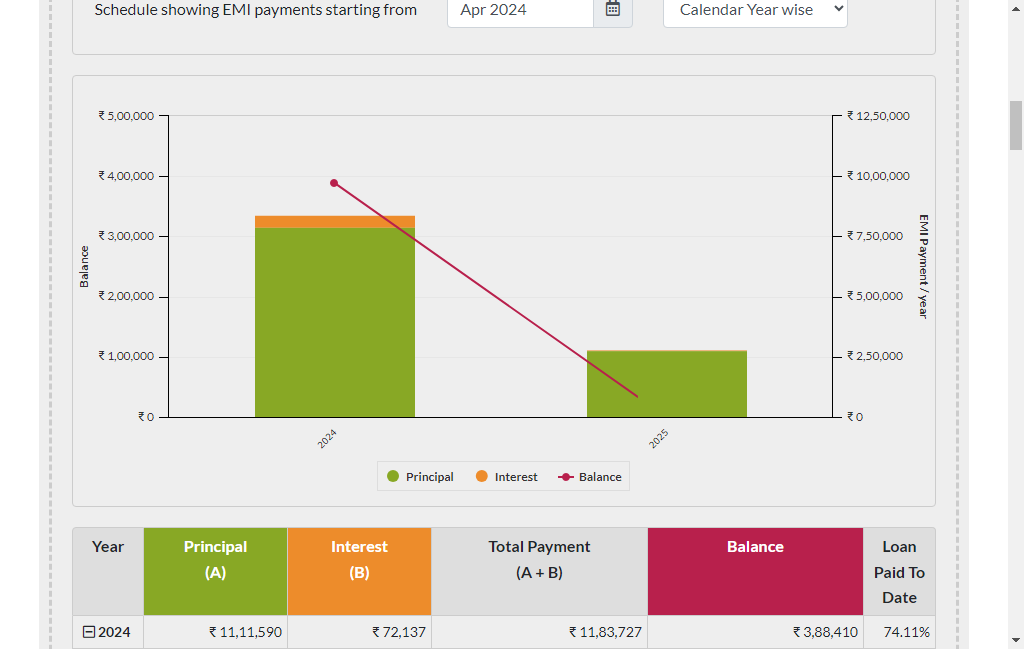 Schedule showing EMI payments starting from Apr 2024 Calendar Year wise
₹ 5,00,000
₹ 4,00,000
₹ 3,00,000
₹ 2,00,000
₹ 1,00,000
₹ 0
Balance
₹ 12,50,000
₹ 10,00,000
₹ 7,50,000
₹ 5,00,000
₹ 2,50,000
₹ 0
EMI Payment / year
2024
2025
Principal Interest Balance
Year Principal Interest Total Payment Balance Loan
(A) (B) (A + B) Paid To
Date
2024 ₹ 11,11,590 ₹ 72,137 ₹ 11,83,727 ₹ 3,88,410 74.11%